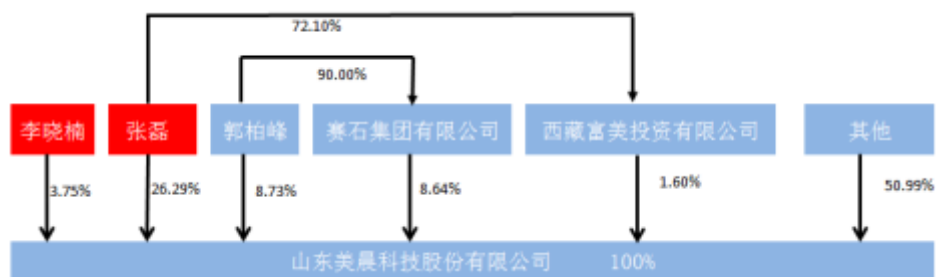 72.10%
90.00%
李晓楠 张磊 郭柏峰 赛石集团有限公司 西藏富美投资有限公司 其他
3.75% 26.29% 8.73% 8.64% 1.60% 50.99%
山东美晨科技股份有限公司 100%